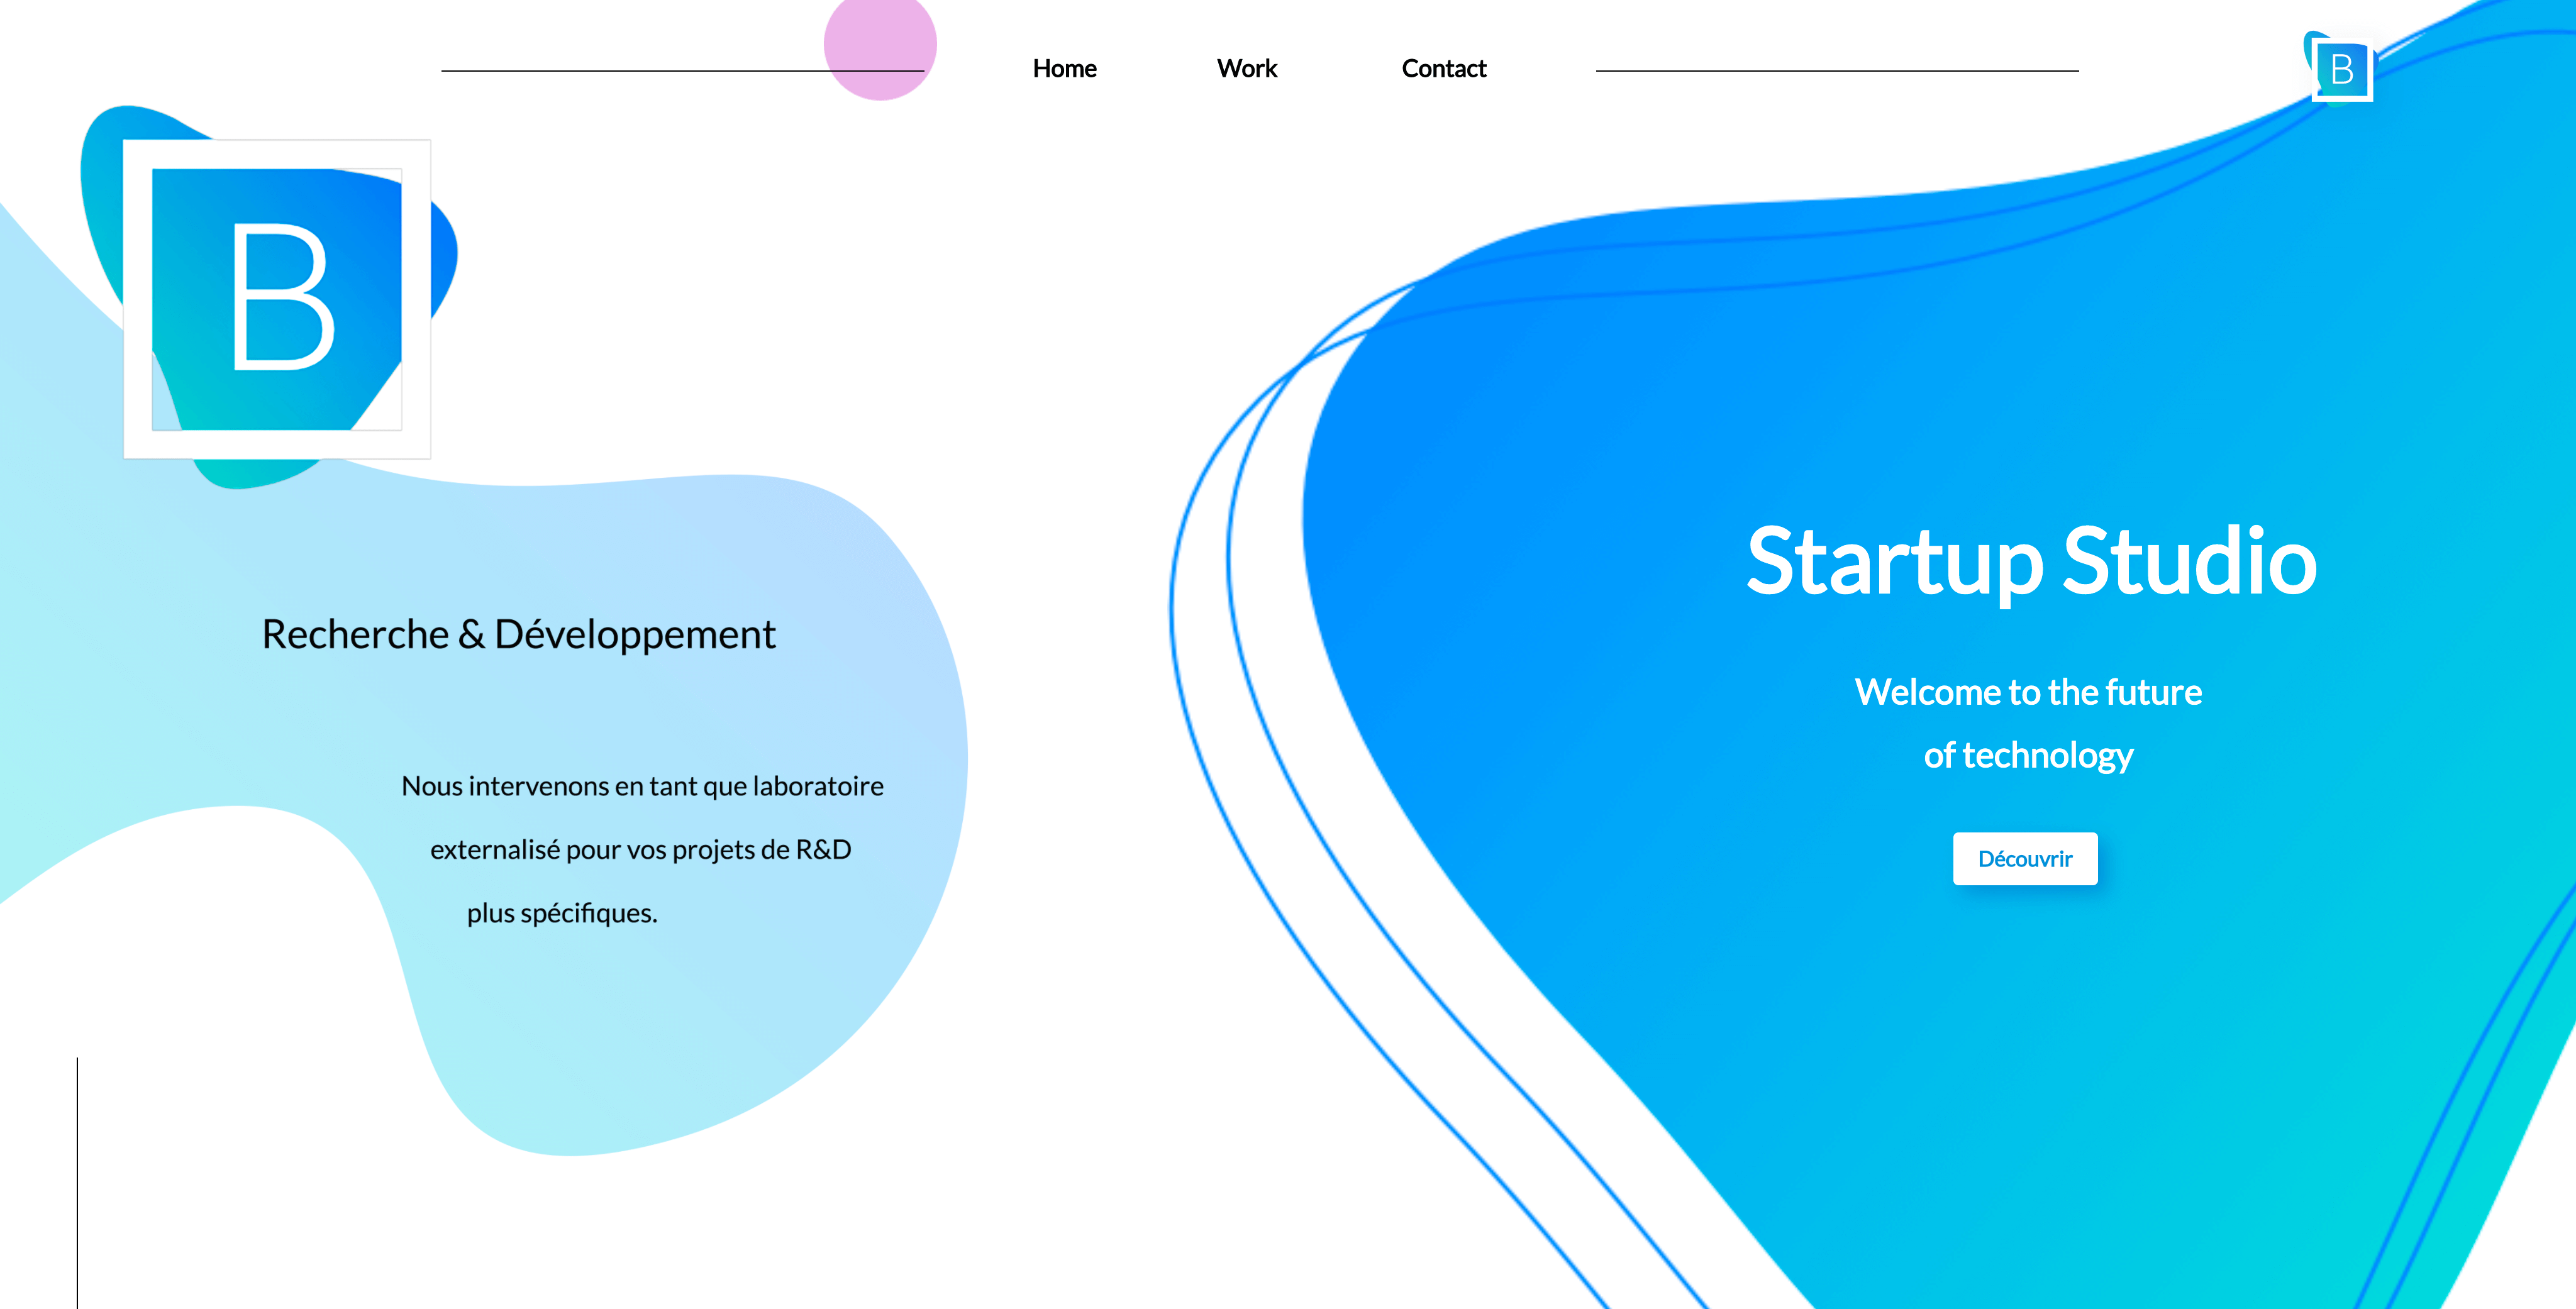 Home
Work
Contact
B
B
Recherche & Développement
Nous intervenons en tant que laboratoire
externalisé pour vos projets de R&D
plus spécifiques.
Startup Studio
Welcome to the future
of technology
Découvrir